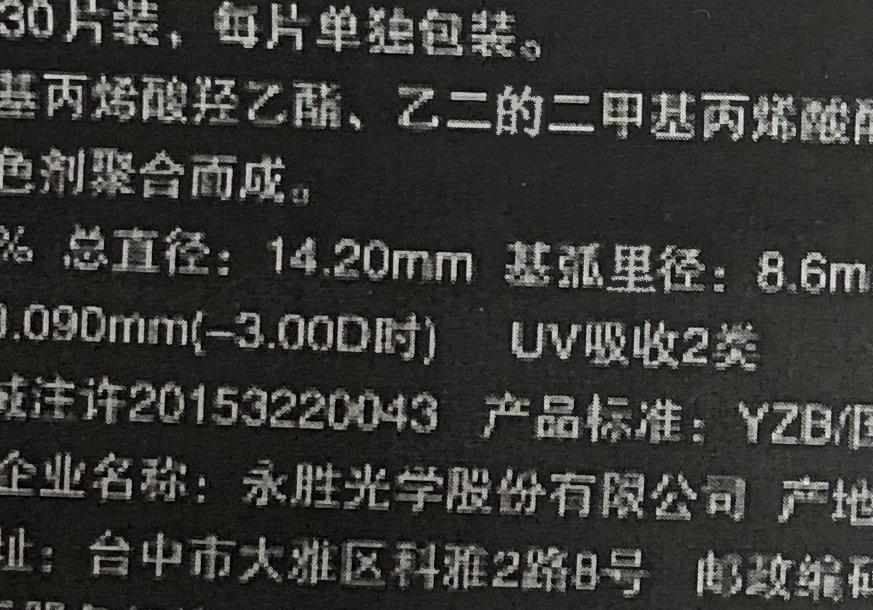 30片装，每片单独包装。
基丙烯酸羟乙酯、乙二的二甲基丙烯酸
色剂聚合而成。
% 总直径：14.20mm 基弧里径：8.6m
0.090mm(-3.00D时) UV吸收2类
械注许20153220043 产品标准：YZB/国
企业名称：永胜光学股份有限公司 产地
址：台中市大雅区科雅2路8号 邮政编码